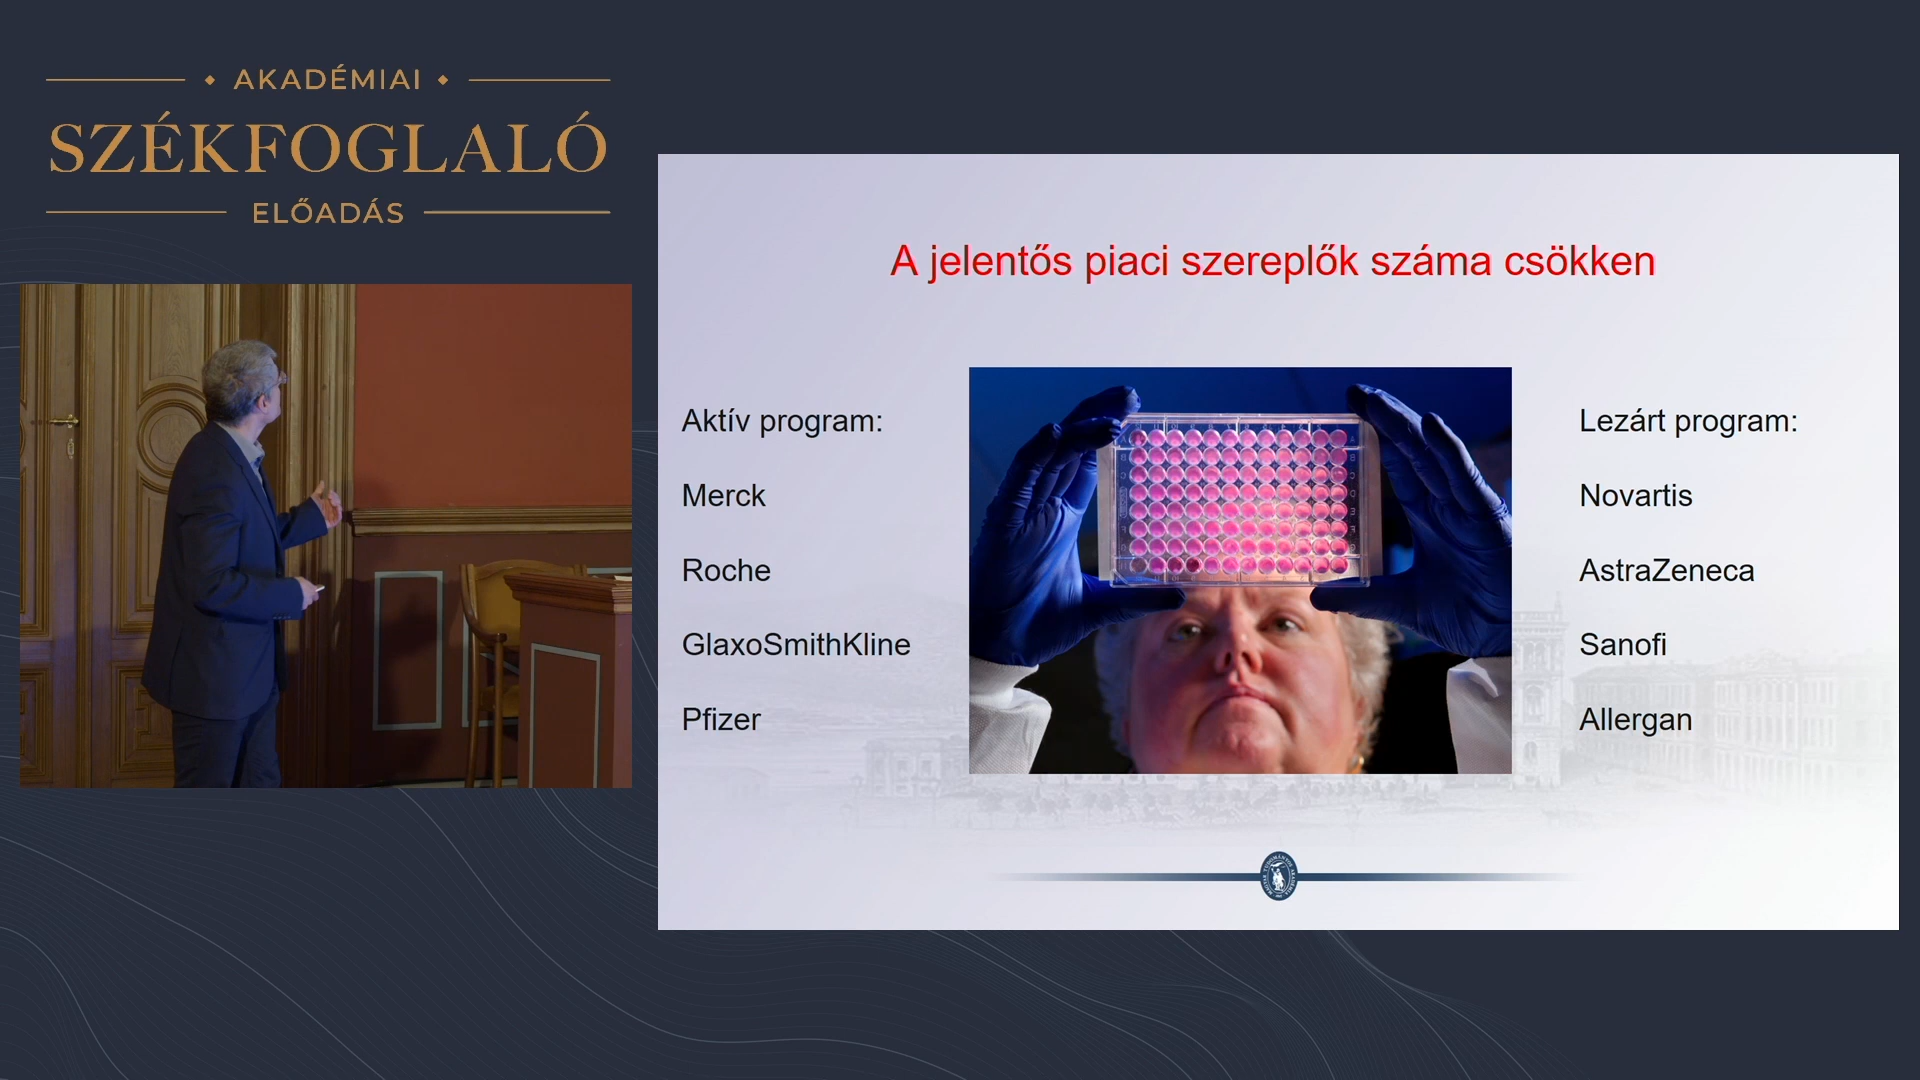 AKADÉMIAI
SZÉKFOGLALÓ
ELŐADÁS
A jelentős piaci szereplők száma csökken
Aktív program:
Merck
Roche
GlaxoSmithKline
Pfizer
Lezárt program:
Novartis
AstraZeneca
Sanofi
Allergan